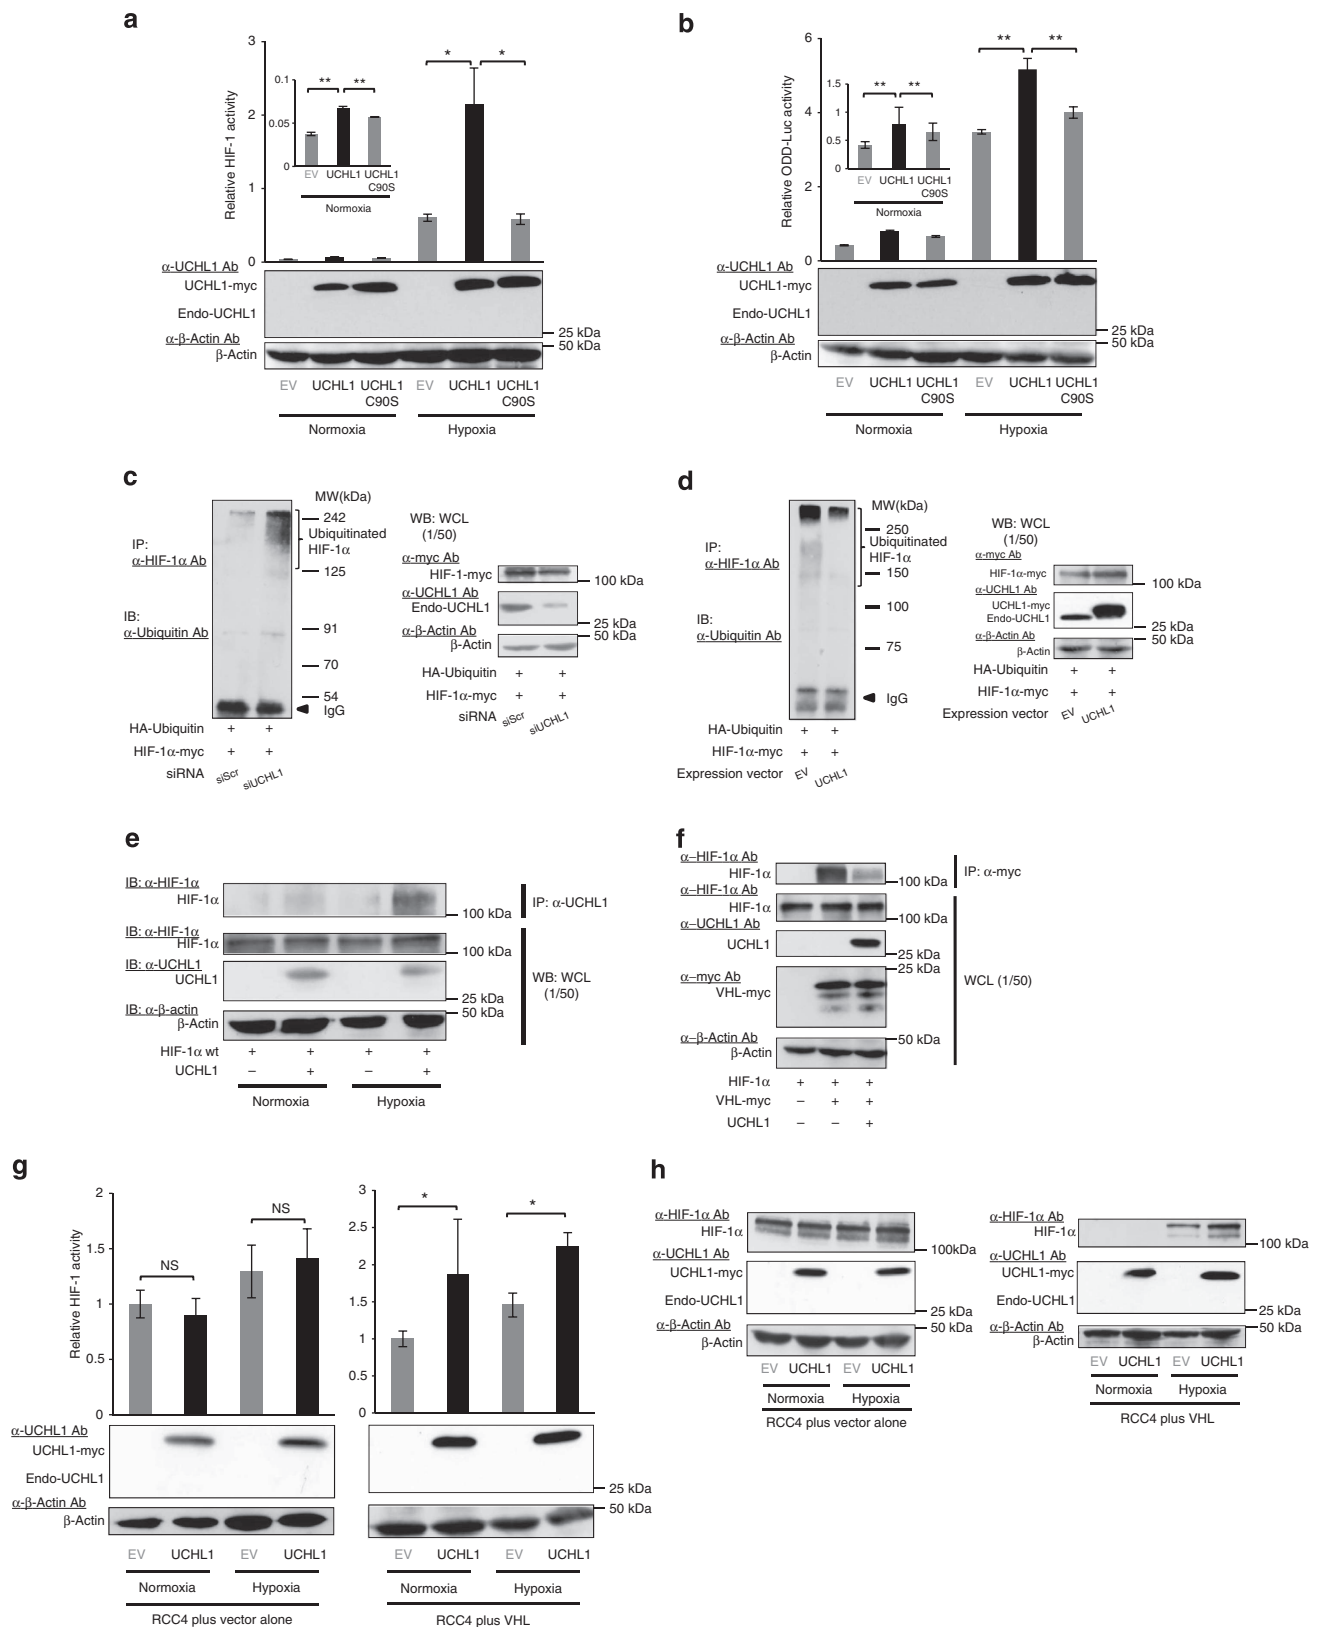 a
Relative HIF-1 activity
3
2
1
0
* *
0.1
0.05
0
** **
EV UCHL1 UCHL1 C90S
Normoxia
α-UCHL1 Ab
UCHL1-myc
Endo-UCHL1
25 kDa
α-β-Actin Ab
50 kDa
β-Actin
EV UCHL1 UCHL1 C90S EV UCHL1 UCHL1 C90S
Normoxia Hypoxia
b
Relative ODD-Luc activity
6
4
2
0
** **
1.5
1
0.5
0
** **
EV UCHL1 UCHL1 C90S
Normoxia
α-UCHL1 Ab
UCHL1-myc
Endo-UCHL1
25 kDa
α-β-Actin Ab
50 kDa
β-Actin
EV UCHL1 UCHL1 C90S EV UCHL1 UCHL1 C90S
Normoxia Hypoxia
c
MW(kDa)
242
Ubiquitinated
HIF-1α
125
91
70
54
IgG
IP:
α-HIF-1α Ab
IB:
α-Ubiquitin Ab
HA-Ubiquitin + +
HIF-1α-myc + +
siRNA siScr siUCHL1
WB: WCL
(1/50)
α-myc Ab
HIF-1-myc
100 kDa
α-UCHL1 Ab
Endo-UCHL1
25 kDa
α-β-Actin Ab
50 kDa
β-Actin
HA-Ubiquitin + +
HIF-1α-myc + +
siRNA siScr siUCHL1
d
MW(kDa)
250
Ubiquitinated
HIF-1α
150
100
75
IgG
IP:
α-HIF-1α Ab
IB:
α-Ubiquitin Ab
HA-Ubiquitin + +
HIF-1α-myc + +
Expression vector EV UCHL1
WB: WCL
(1/50)
α-myc Ab
HIF-1α-myc
100 kDa
α-UCHL1 Ab
UCHL1-myc
Endo-UCHL1
25 kDa
α-β-Actin Ab
50 kDa
β-Actin
HA-Ubiquitin + +
HIF-1α-myc + +
Expression vector EV UCHL1
e
IB: α-HIF-1α
HIF-1α
100 kDa
IP: α-UCHL1
IB: α-HIF-1α
HIF-1α
100 kDa
IB: α-UCHL1
UCHL1
25 kDa
WB: WCL
(1/50)
IB: α-β-actin
50 kDa
β-Actin
HIF-1α wt + + + +
UCHL1 − + − +
Normoxia Hypoxia
f
α–HIF-1α Ab
HIF-1α
100 kDa
IP: α-myc
α-HIF-1α Ab
HIF-1α
100 kDa
α–UCHL1 Ab
UCHL1
25 kDa
25 kDa
α–myc Ab
VHL-myc
WCL (1/50)
α–β-Actin Ab
50 kDa
β-Actin
HIF-1α + + +
VHL-myc − + +
UCHL1 − − +
g
Relative HIF-1 activity
2
1.5
1
0.5
0
NS NS
α-UCHL1 Ab
UCHL1-myc
Endo-UCHL1
α-β-Actin Ab
β-Actin
EV UCHL1 EV UCHL1
Normoxia Hypoxia
RCC4 plus vector alone
3
2.5
2
1.5
1
0.5
0
* *
25 kDa
50 kDa
EV UCHL1 EV UCHL1
Normoxia Hypoxia
RCC4 plus VHL
h
α-HIF-1α Ab
HIF-1α
100kDa
α-UCHL1 Ab
UCHL1-myc
Endo-UCHL1
25 kDa
α-β-Actin Ab
50 kDa
β-Actin
EV UCHL1 EV UCHL1
Normoxia Hypoxia
RCC4 plus vector alone
α-HIF-1α Ab
HIF-1α
100 kDa
α-UCHL1 Ab
UCHL1-myc
Endo-UCHL1
25 kDa
α-β-Actin Ab
50 kDa
β-Actin
EV UCHL1 EV UCHL1
Normoxia Hypoxia
RCC4 plus VHL